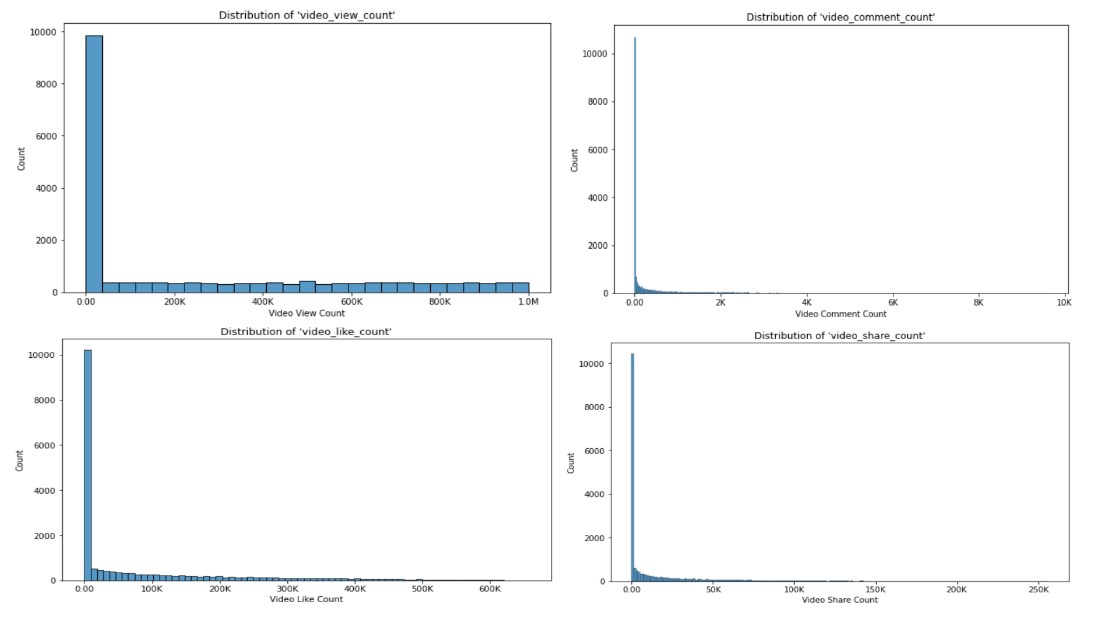 Distribution of 'video_view_count'
10000
8000
6000
4000
2000
0
Count
0.00 200K 400K 600K 800K 1.0M
Video View Count
Distribution of 'video_comment_count'
10000
8000
6000
4000
2000
0
Count
0.00 2K 4K 6K 8K 10K
Video Comment Count
Distribution of 'video_like_count'
10000
8000
6000
4000
2000
0
Count
0.00 100K 200K 300K 400K 500K 600K
Video Like Count
Distribution of 'video_share_count'
10000
8000
6000
4000
2000
0
Count
0.00 50K 100K 150K 200K 250K
Video Share Count